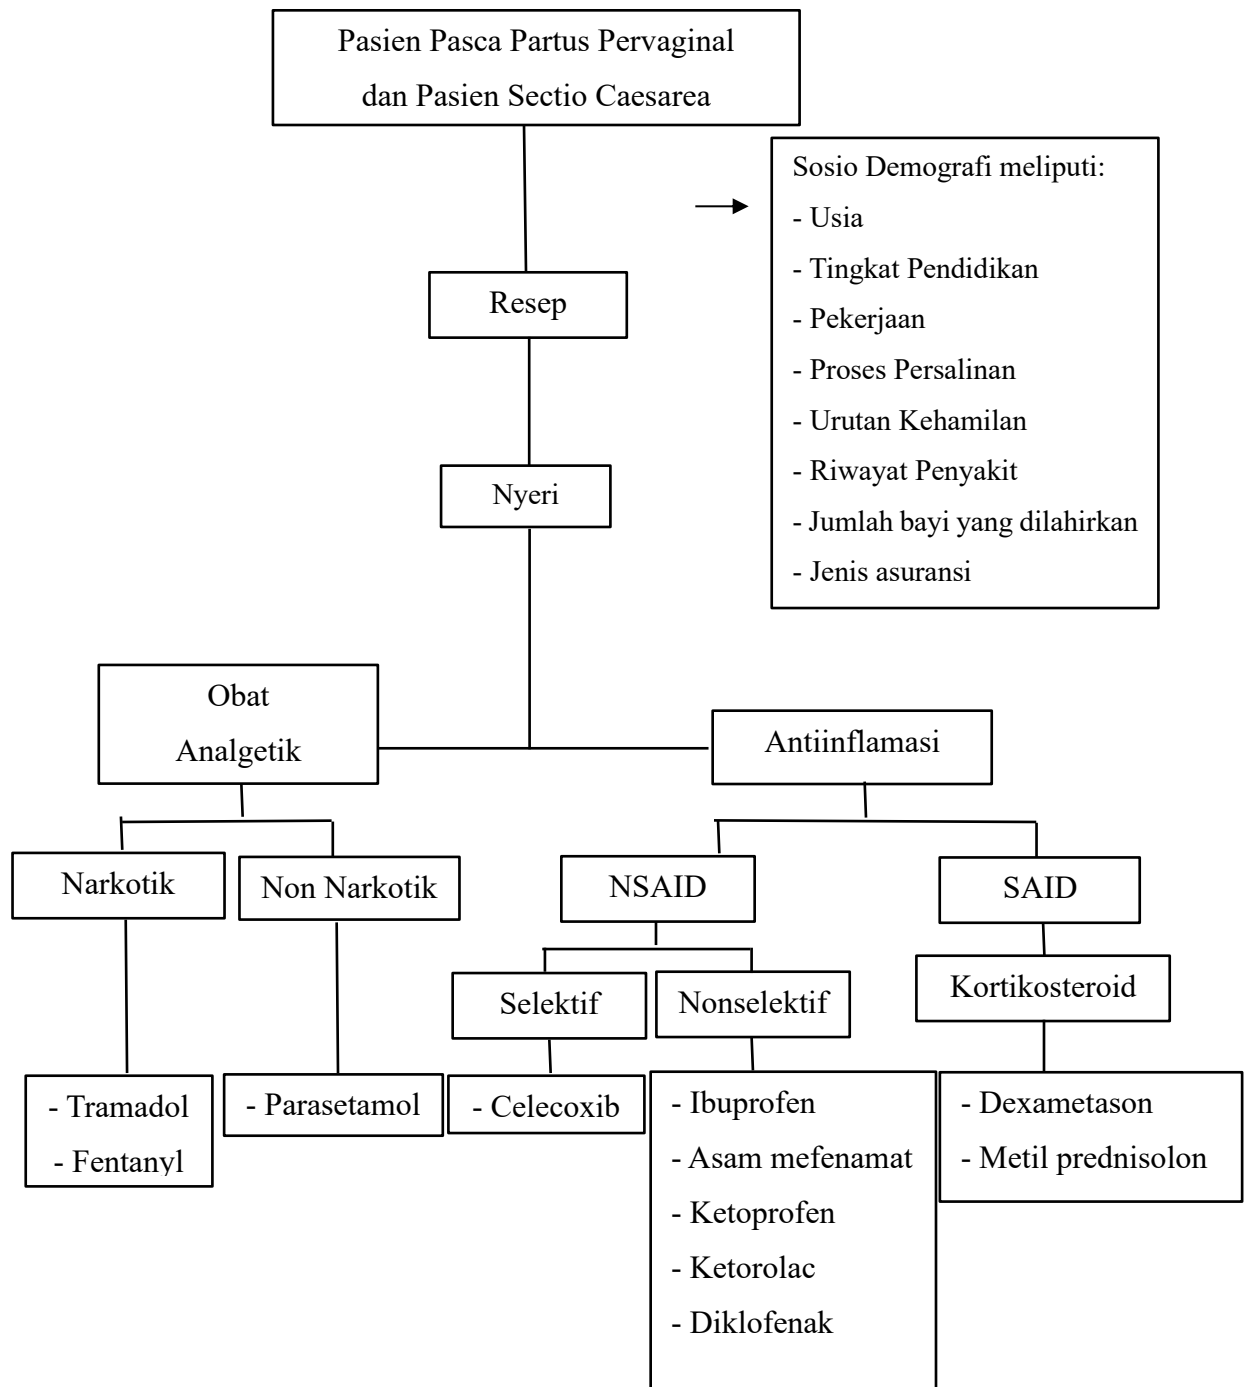 Pasien Pasca Partus Pervaginal
dan Pasien Sectio Caesarea
Sosio Demografi meliputi:
- Usia
- Tingkat Pendidikan
- Pekerjaan
- Proses Persalinan
- Urutan Kehamilan
- Riwayat Penyakit
- Jumlah bayi yang dilahirkan
- Jenis asuransi
Resep
Nyeri
Obat
Analgetik
Antiinflamasi
Narkotik
Non Narkotik
NSAID
SAID
Selektif
Nonselektif
Kortikosteroid
- Tramadol
- Fentanyl
- Parasetamol
- Celecoxib
- Ibuprofen
- Asam mefenamat
- Ketoprofen
- Ketorolac
- Diklofenak
- Dexametason
- Metil prednisolon